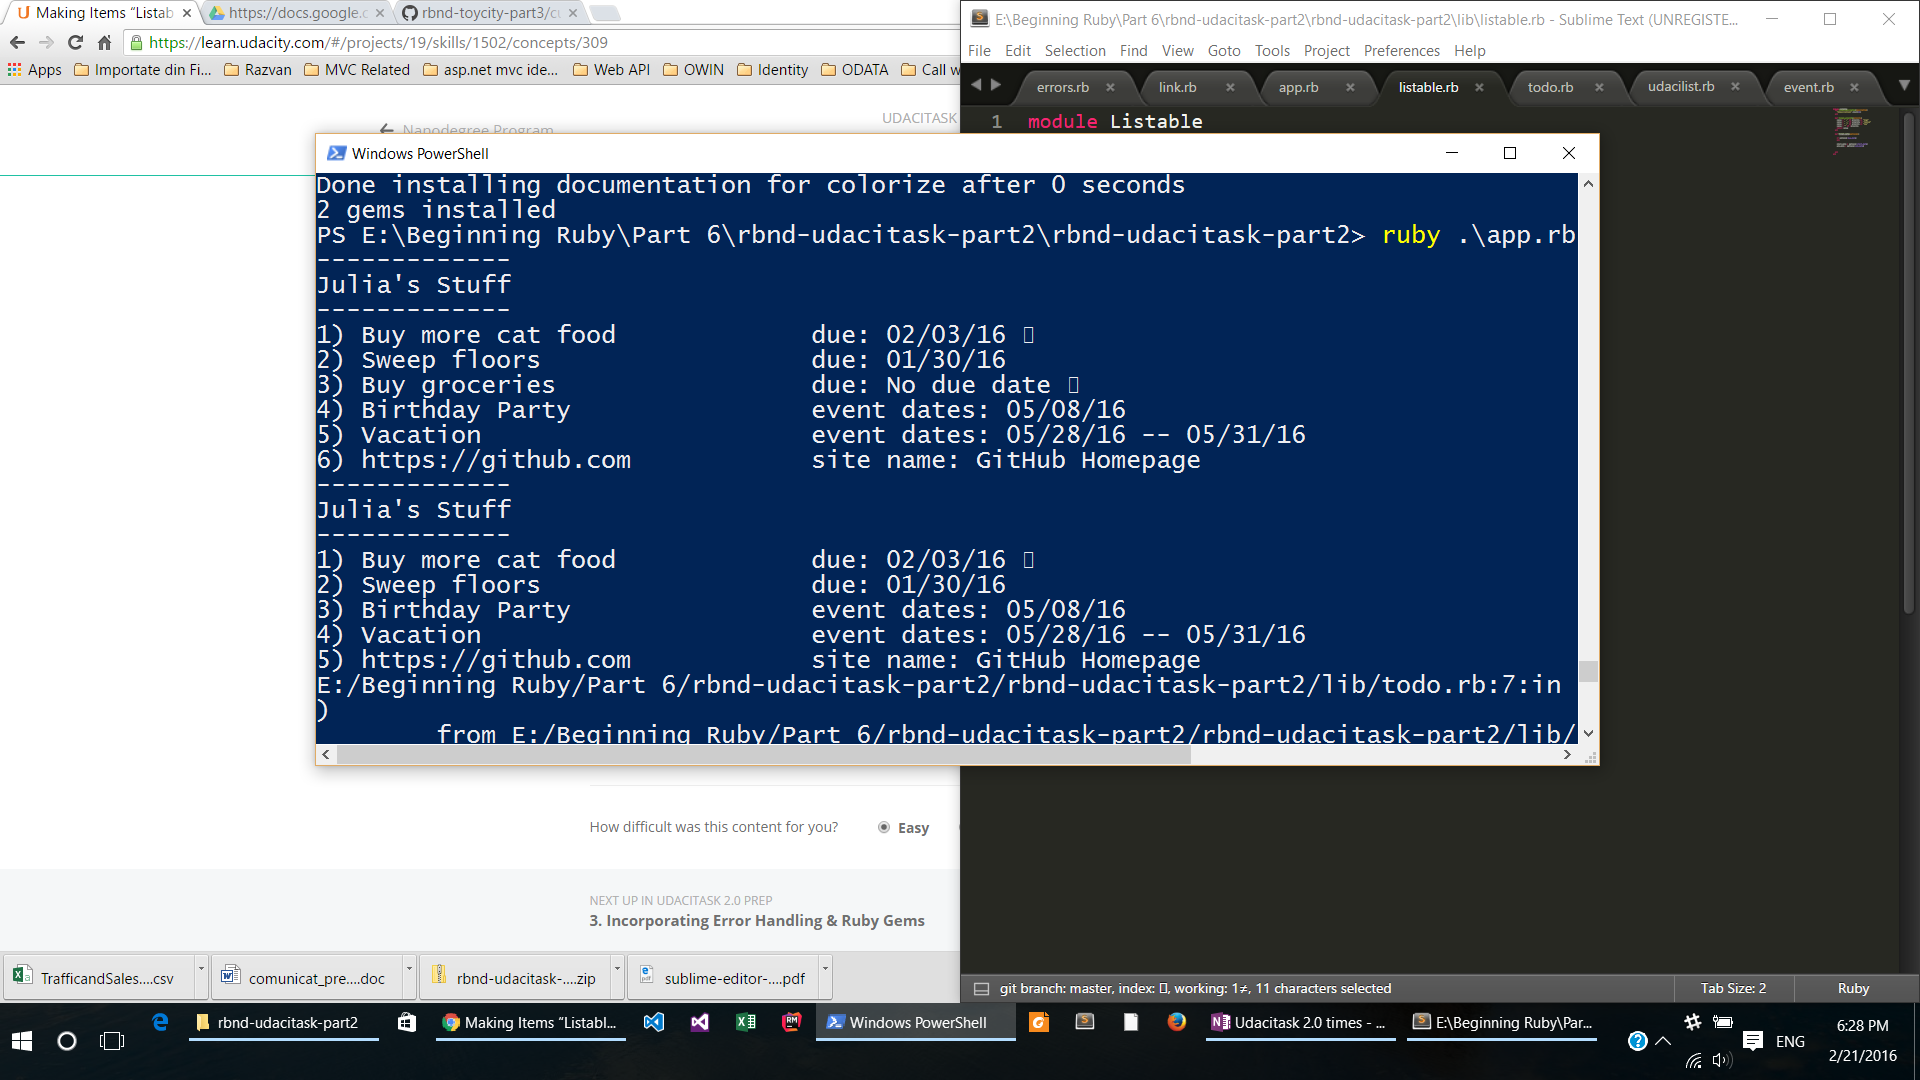 Making Items “Listab
https://docs.google.c
rbnd-toycity-part3/cu
https://learn.udacity.com/#/projects/19/skills/1502/concepts/309
Apps
Importate din Fi...
Razvan
MVC Related
asp.net mvc ide...
Web API
OWIN
Identity
ODATA
Call w
Nanodegree Program
UDACITASK
E:\Beginning Ruby\Part 6\rbnd-udacitask-part2\rbnd-udacitask-part2\lib\listable.rb - Sublime Text (UNREGISTE...
File Edit Selection Find View Goto Tools Project Preferences Help
errors.rb
link.rb
app.rb
listable.rb
todo.rb
udacilist.rb
event.rb
1 module Listable
Windows PowerShell
Done installing documentation for colorize after 0 seconds
2 gems installed
PS E:\Beginning Ruby\Part 6\rbnd-udacitask-part2\rbnd-udacitask-part2> ruby .\app.rb
-------------
Julia's Stuff
-------------
1) Buy more cat food due: 02/03/16
2) Sweep floors due: 01/30/16
3) Buy groceries due: No due date
4) Birthday Party event dates: 05/08/16
5) Vacation event dates: 05/28/16 -- 05/31/16
6) https://github.com site name: GitHub Homepage
-------------
Julia's Stuff
-------------
1) Buy more cat food due: 02/03/16
2) Sweep floors due: 01/30/16
3) Birthday Party event dates: 05/08/16
4) Vacation event dates: 05/28/16 -- 05/31/16
5) https://github.com site name: GitHub Homepage
E:/Beginning Ruby/Part 6/rbnd-udacitask-part2/rbnd-udacitask-part2/lib/todo.rb:7:in
)
from E:/Beginning Ruby/Part 6/rbnd-udacitask-part2/rbnd-udacitask-part2/lib/
How difficult was this content for you?
Easy
NEXT UP IN UDACITASK 2.0 PREP
3. Incorporating Error Handling & Ruby Gems
TrafficandSales....csv
comunicat_pre....doc
rbnd-udacitask-....zip
sublime-editor-....pdf
git branch: master, index: , working: 1≠, 11 characters selected
Tab Size: 2
Ruby
rbnd-udacitask-part2
Making Items “Listabl...
Windows PowerShell
Udacitask 2.0 times - ...
E:\Beginning Ruby\Par...
ENG
6:28 PM
2/21/2016